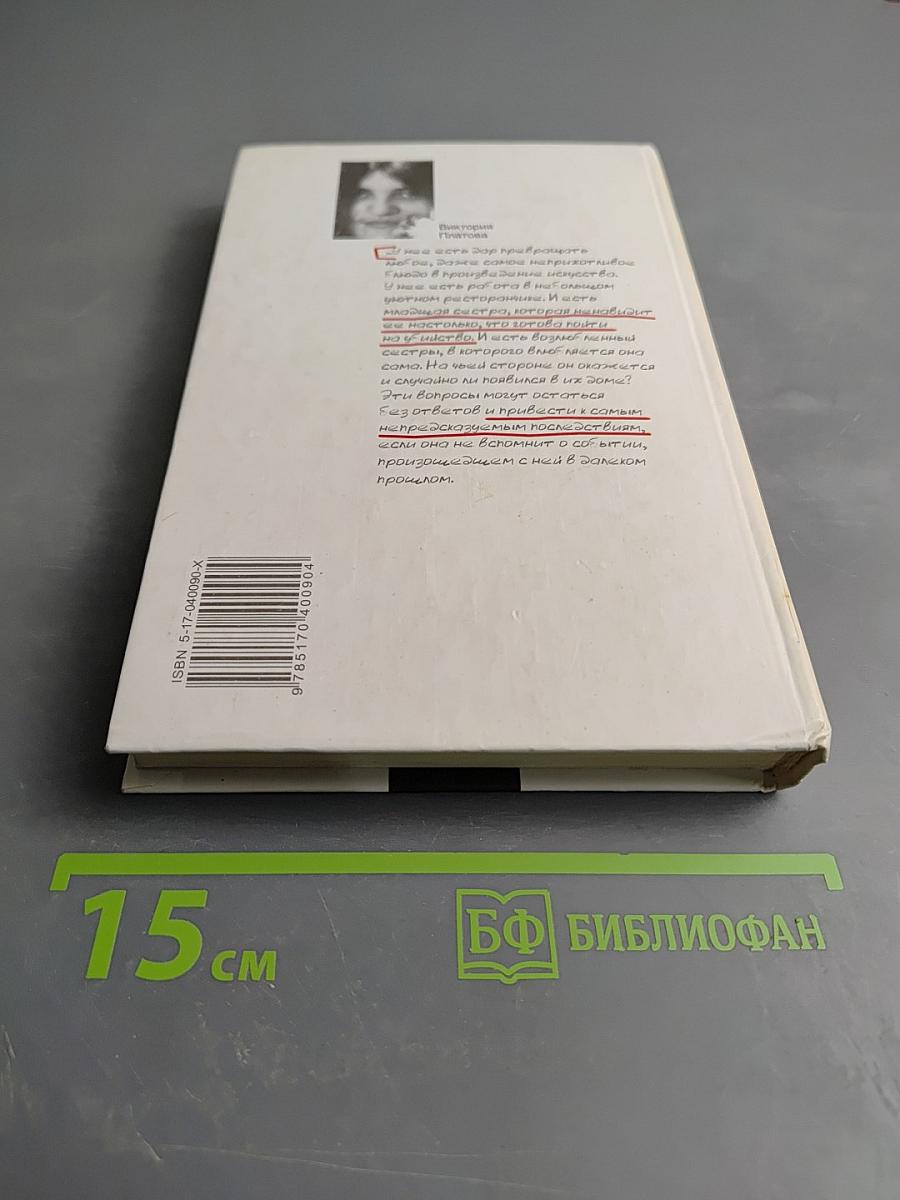 Виктория
Платова
У нее есть дар превращать
любое, даже самое неприхотливое
блюдо в произведение искусства.
У нее есть работа в небольшом
уютном ресторанчике. И есть
младшая сестра, которая ненавидит
ее настолько, что готова пойти
на убийство. И есть возлюбленный
сестры, в которого влюбляется она
сама. На чьей стороне он окажется
и случайно ли появился в их доме?
Эти вопросы могут остаться
без ответов и привести к самым
непредсказуемым последствиям,
если она не вспомнит о событии,
произошедшем с ней в далеком
прошлом.
ISBN 5-17-040090-X
9 785170 400904
15 см
БФ БИБЛИОФАН